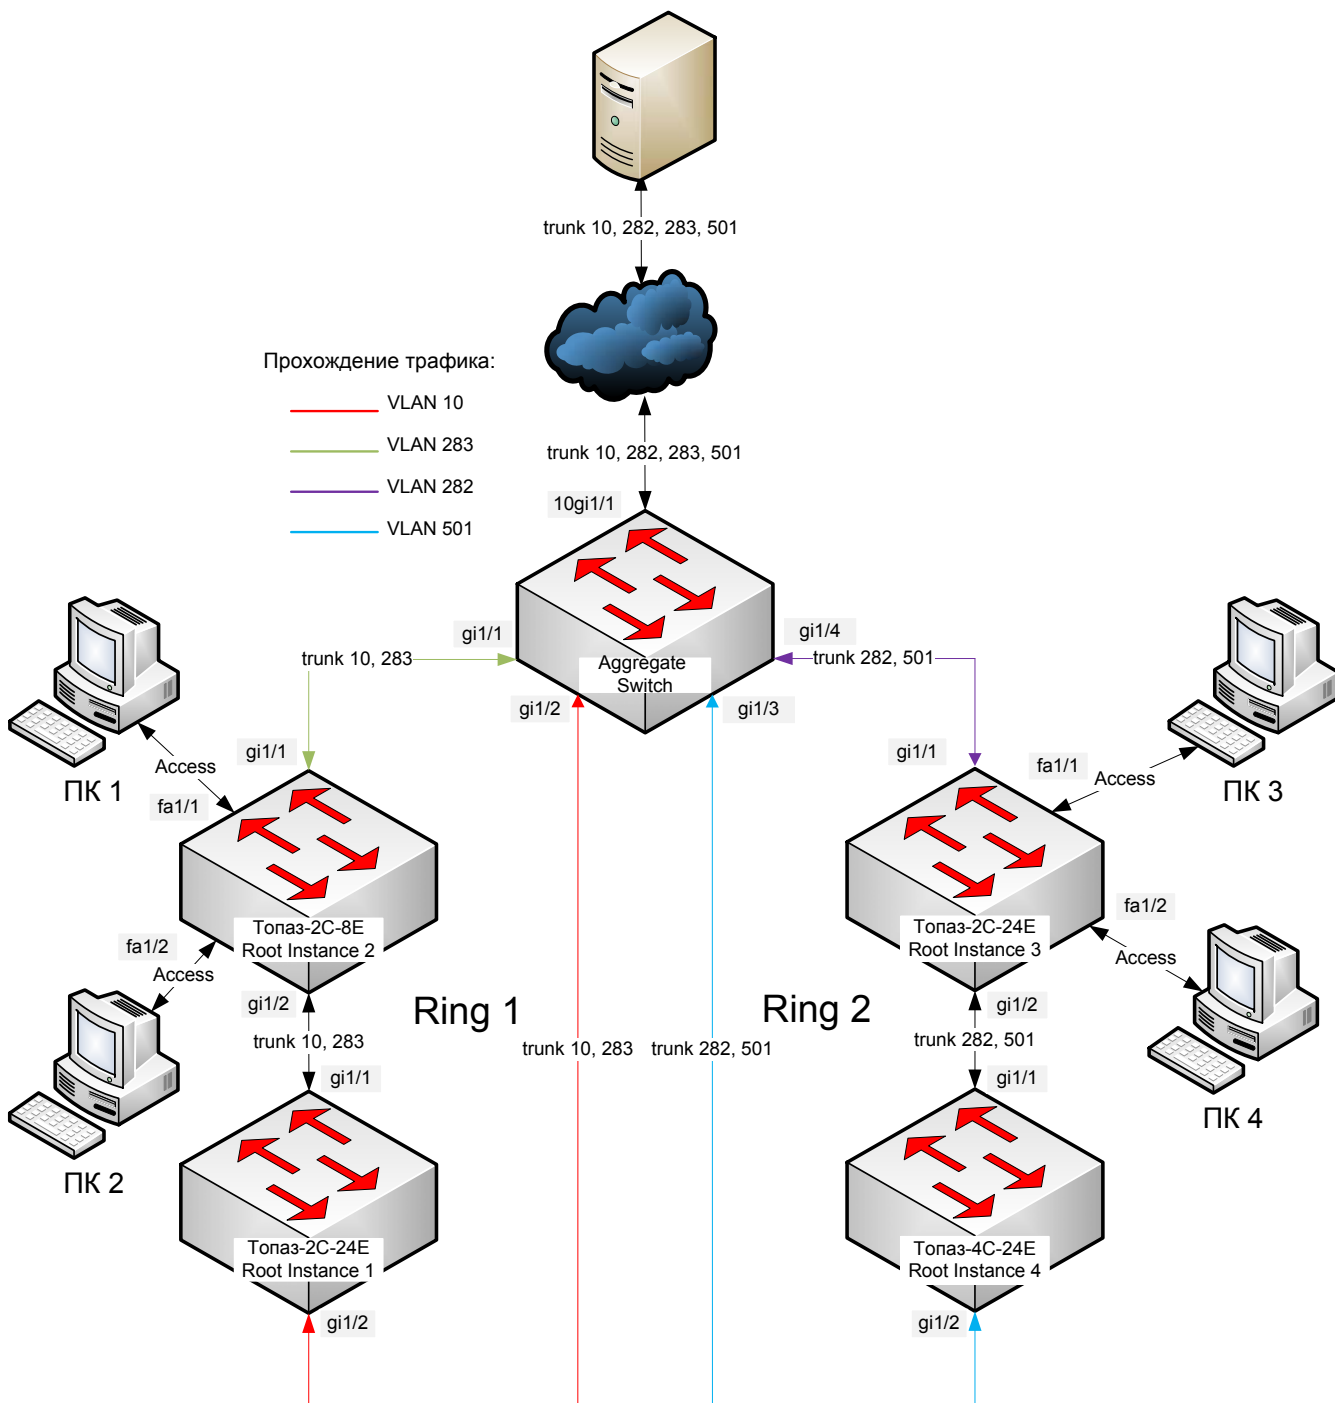 trunk 10, 282, 283, 501
Прохождение трафика:
VLAN 10
VLAN 283
VLAN 282
VLAN 501
trunk 10, 282, 283, 501
10gi1/1
gi1/1
gi1/4
trunk 10, 283
Aggregate
Switch
trunk 282, 501
gi1/2
gi1/3
gi1/1
gi1/1
Access
ПК 1
fa1/1
fa1/1
Access
ПК 3
Топаз-2С-8Е
Root Instance 2
fa1/2
Access
Топаз-2С-24Е
Root Instance 3
fa1/2
Access
gi1/2
Ring 1
Ring 2
gi1/2
trunk 10, 283
trunk 10, 283
trunk 282, 501
trunk 282, 501
gi1/1
gi1/1
ПК 2
ПК 4
Топаз-2С-24Е
Root Instance 1
Топаз-4С-24Е
Root Instance 4
gi1/2
gi1/2